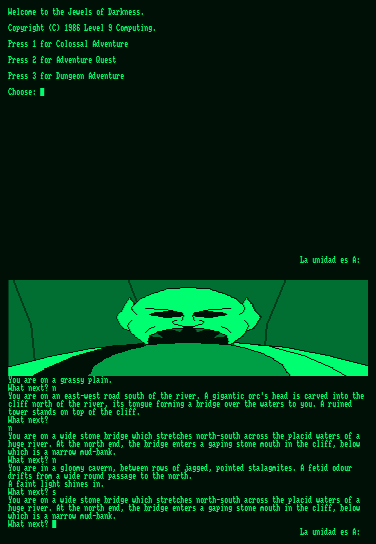 Welcome to the Jewels of Darkness.
Copyright (C) 1986 Level 9 Computing.
Press 1 for Colossal Adventure
Press 2 for Adventure Quest
Press 3 for Dungeon Adventure
Choose:
La unidad es A:
You are on a grassy plain.
What next? n
You are on an east-west road south of the river. A gigantic orc's head is carved into the
cliff north of the river, its tongue forming a bridge over the waters to you. A ruined
tower stands on top of the cliff.
What next?
n
You are on a wide stone bridge which stretches north-south across the placid waters of a
huge river. At the north end, the bridge enters a gaping stone mouth in the cliff, below
which is a narrow mud-bank.
What next? n
You are in a gloomy cavern, between rows of jagged, pointed stalagmites. A fetid odour
drifts from a wide round passage to the north.
A faint light shines in.
What next? s
You are on a wide stone bridge which stretches north-south across the placid waters of a
huge river. At the north end, the bridge enters a gaping stone mouth in the cliff, below
which is a narrow mud-bank.
What next?
La unidad es A: